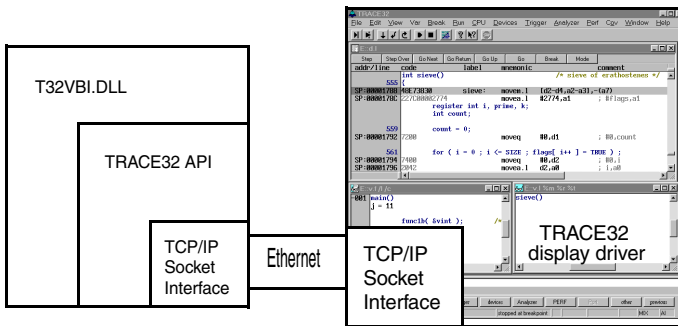 TRACE32
File Edit View Var Break Run CPU Devices Trigger Analyzer Perf Cov Window Help
E::d.l
Step Step Over Go Next Go Return Go Up Go Break Mode
addr/line code label mnemonic comment
int sieve() /* sieve of erathostenes */
555 {
SP:00001788 48E73830 sieve: movem.l {d2-d4,a2-a3},-(a7)
SP:0000178C 227C00002774 movea.l #2774,a1 ; #flags,a1
register int i, prime, k;
int count;
559 count = 0;
SP:00001792 7200 moveq #0,d1 ; #0,count
561 for ( i = 0 ; i <= SIZE ; flags[ i++ ] = TRUE ) ;
SP:00001794 7400 moveq #0,d2 ; #0,i
SP:00001796 2042 movea.l d2,a0 ; i,a0
-001 main()
j = 11
func1b( &vint ); /*
sieve()
T32VBI.DLL
TRACE32 API
TCP/IP
Socket
Interface
Ethernet
TCP/IP
Socket
Interface
TRACE32
display driver
devices Analyzer PERF other previous
stopped at breakpoint MIX AI